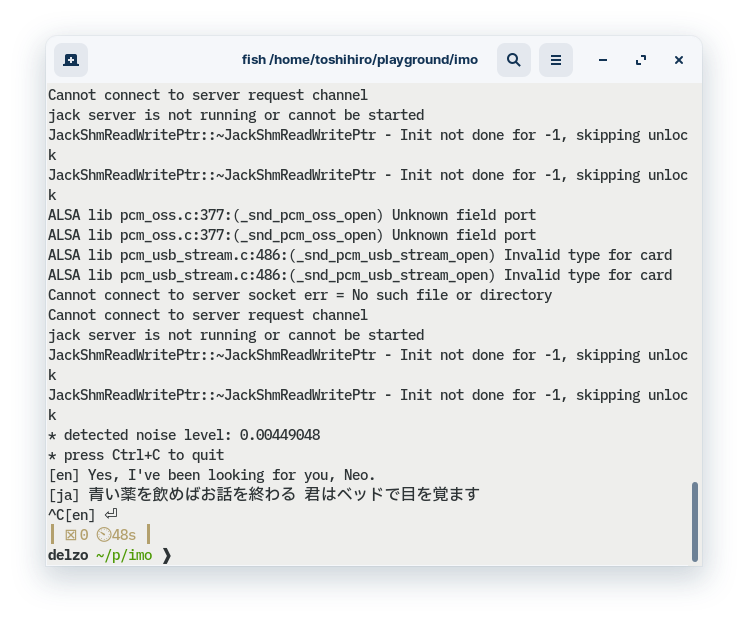 fish /home/toshihiro/playground/imo
Cannot connect to server request channel
jack server is not running or cannot be started
JackShmReadWritePtr::~JackShmReadWritePtr - Init not done for -1, skipping unloc
k
JackShmReadWritePtr::~JackShmReadWritePtr - Init not done for -1, skipping unloc
k
ALSA lib pcm_oss.c:377:(_snd_pcm_oss_open) Unknown field port
ALSA lib pcm_oss.c:377:(_snd_pcm_oss_open) Unknown field port
ALSA lib pcm_usb_stream.c:486:(_snd_pcm_usb_stream_open) Invalid type for card
ALSA lib pcm_usb_stream.c:486:(_snd_pcm_usb_stream_open) Invalid type for card
Cannot connect to server socket err = No such file or directory
Cannot connect to server request channel
jack server is not running or cannot be started
JackShmReadWritePtr::~JackShmReadWritePtr - Init not done for -1, skipping unloc
k
JackShmReadWritePtr::~JackShmReadWritePtr - Init not done for -1, skipping unloc
k
* detected noise level: 0.00449048
* press Ctrl+C to quit
[en] Yes, I've been looking for you, Neo.
[ja] 青い薬を飲めばお話を終わる 君はベッドで目を覚ます
^C[en] ⏎
┃ ☒0 ⏲48s ┃
delzo ~/p/imo ❱